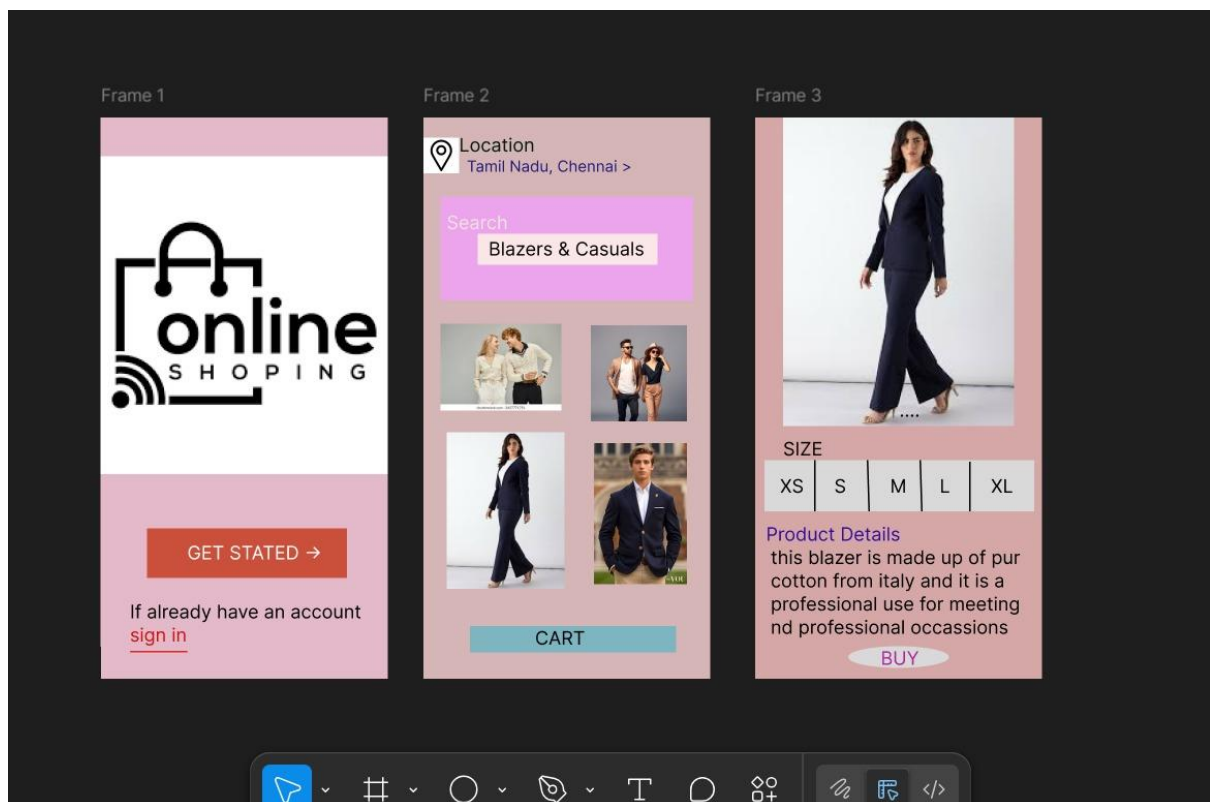 Frame 1
Frame 2
Frame 3
online
SHOPING
GET STATED →
If already have an account
sign in
Location
Tamil Nadu, Chennai >
Search
Blazers & Casuals
CART
SIZE
XS S M L XL
Product Details
this blazer is made up of pur
cotton from italy and it is a
professional use for meeting
nd professional occassions
BUY